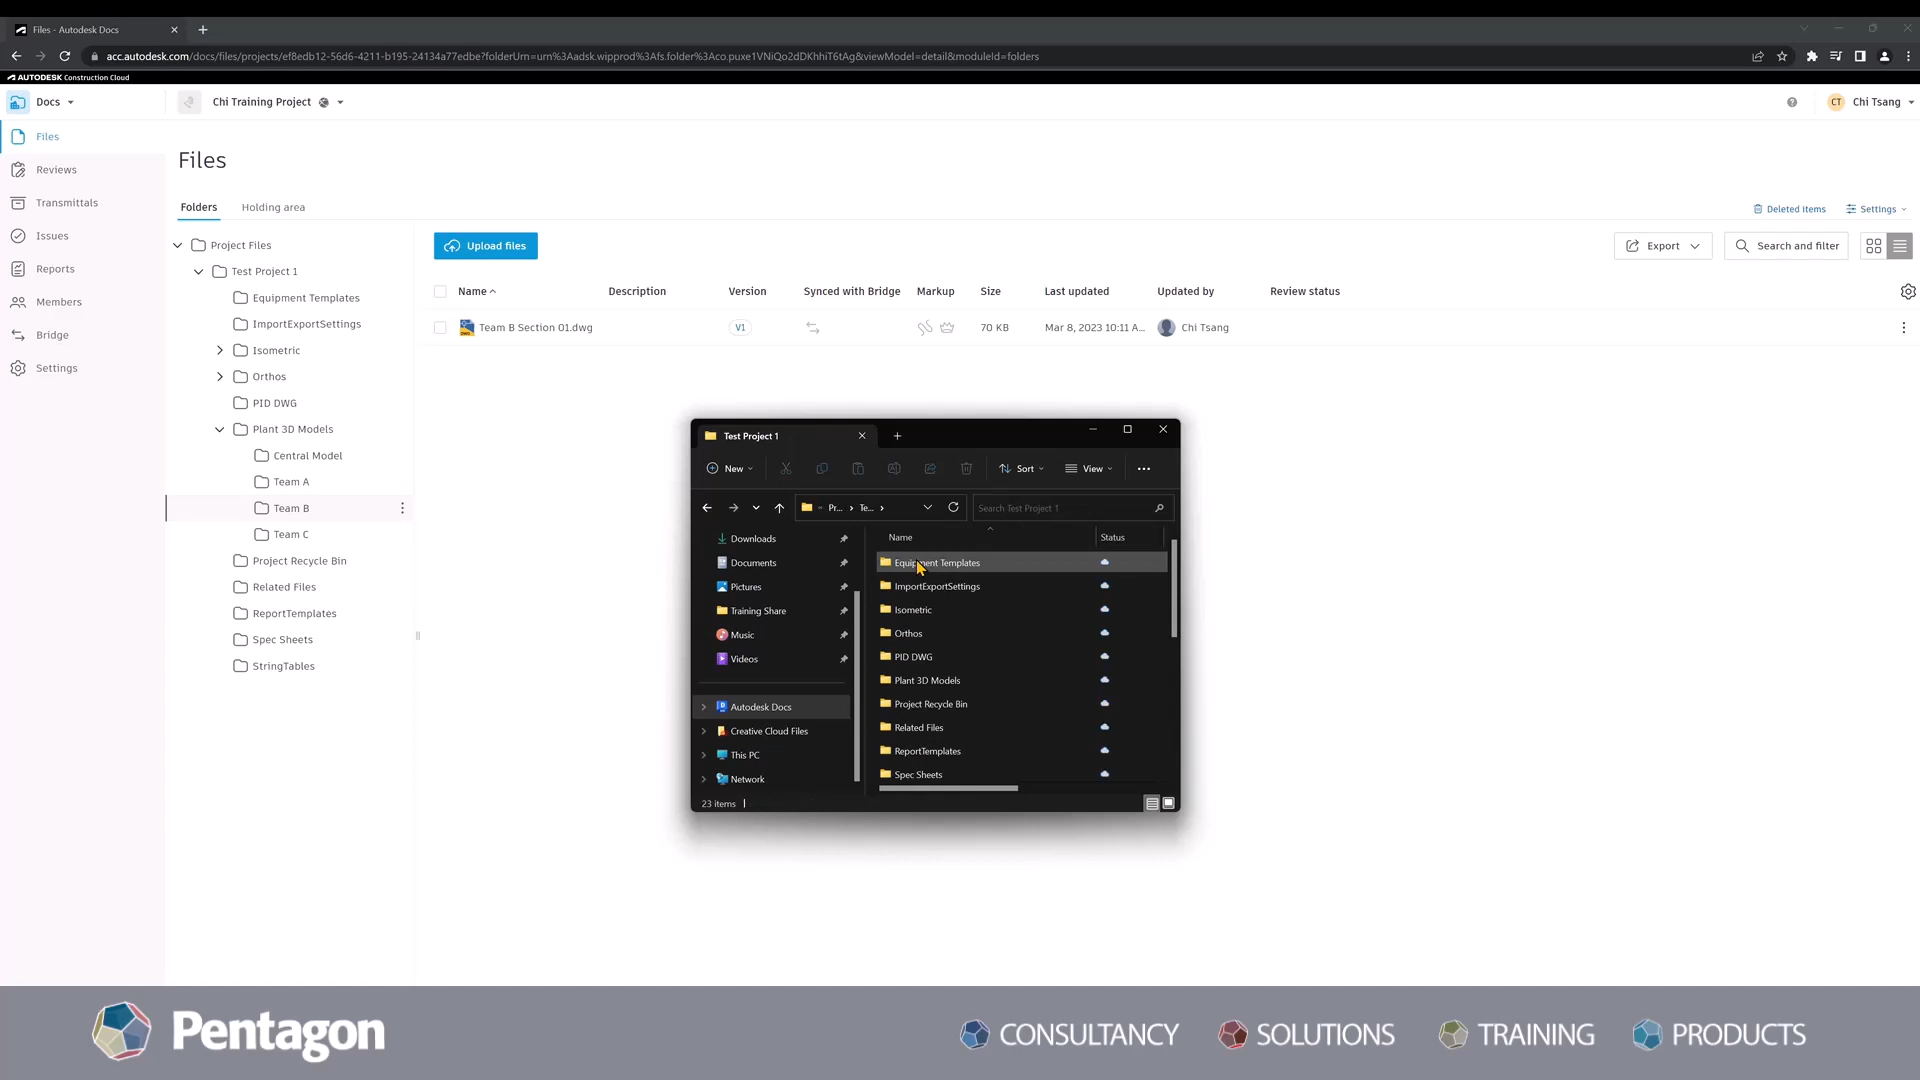 Files - Autodesk Docs
acc.autodesk.com/docs/files/projects/ef8edb12-56d6-4211-b195-24134a77edbe?folderUrn=urn%3Aadsk.wipprod%3Afs.folder%3Aco.puxe1VNiQo2dDKhhiT6tAg&viewModel=detail&moduleId=folders
AUTODESK Construction Cloud
Docs
Chi Training Project
CT Chi Tsang
Files
Reviews
Transmittals
Issues
Reports
Members
Bridge
Settings
Files
Folders Holding area
Deleted items Settings
Project Files
Test Project 1
Equipment Templates
ImportExportSettings
Isometric
Orthos
PID DWG
Plant 3D Models
Central Model
Team A
Team B
Team C
Project Recycle Bin
Related Files
ReportTemplates
Spec Sheets
StringTables
Upload files
Export Search and filter
Name Description Version Synced with Bridge Markup Size Last updated Updated by Review status
Team B Section 01.dwg V1 70 KB Mar 8, 2023 10:11 A... Chi Tsang
Test Project 1
New Sort View
Pr... Te... Search Test Project 1
Downloads
Documents
Pictures
Training Share
Music
Videos
Autodesk Docs
Creative Cloud Files
This PC
Network
Name Status
Equipment Templates
ImportExportSettings
Isometric
Orthos
PID DWG
Plant 3D Models
Project Recycle Bin
Related Files
ReportTemplates
Spec Sheets
23 items
Pentagon
CONSULTANCY SOLUTIONS TRAINING PRODUCTS